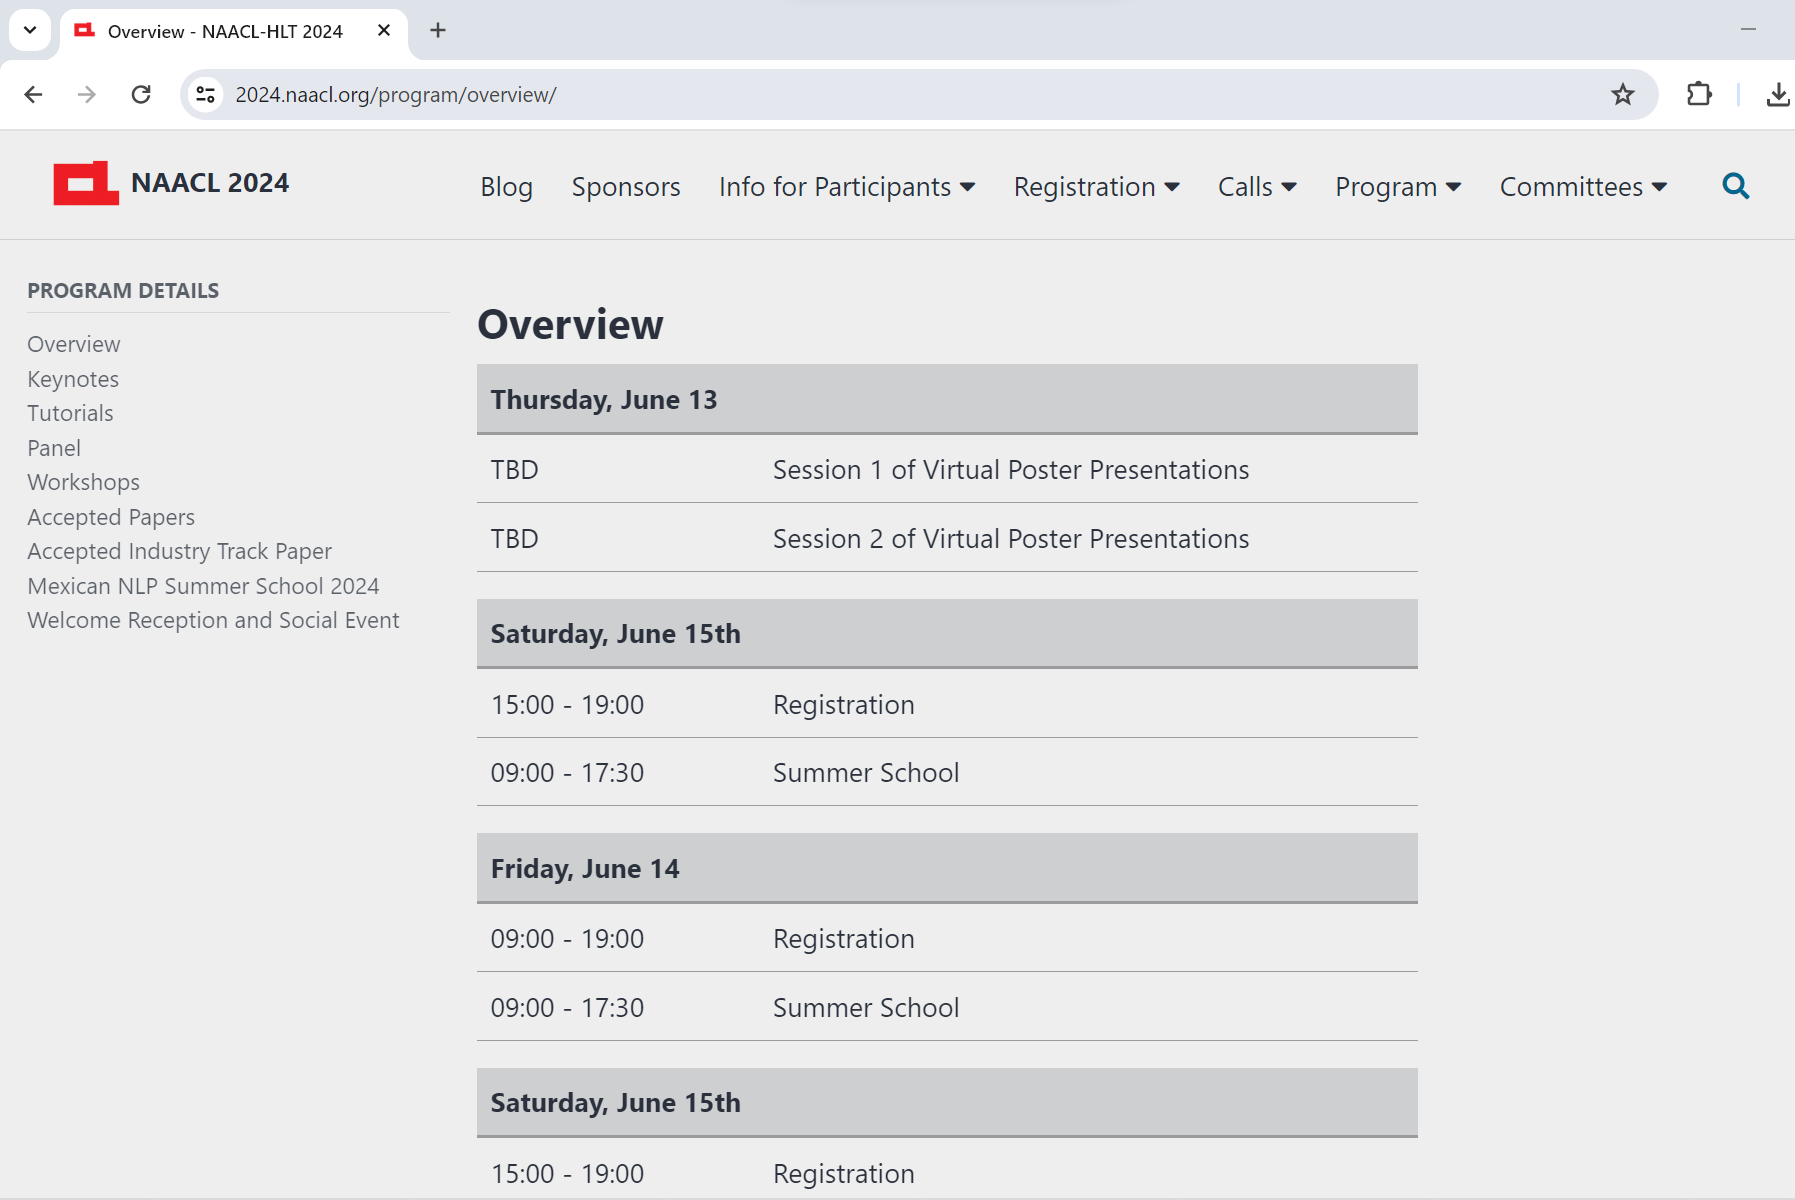 Overview - NAACL-HLT 2024
2024.naacl.org/program/overview/
NAACL 2024
Blog Sponsors Info for Participants Registration Calls Program Committees
PROGRAM DETAILS
Overview
Keynotes
Tutorials
Panel
Workshops
Accepted Papers
Accepted Industry Track Paper
Mexican NLP Summer School 2024
Welcome Reception and Social Event
Overview
Thursday, June 13
TBD Session 1 of Virtual Poster Presentations
TBD Session 2 of Virtual Poster Presentations
Saturday, June 15th
15:00 - 19:00 Registration
09:00 - 17:30 Summer School
Friday, June 14
09:00 - 19:00 Registration
09:00 - 17:30 Summer School
Saturday, June 15th
15:00 - 19:00 Registration